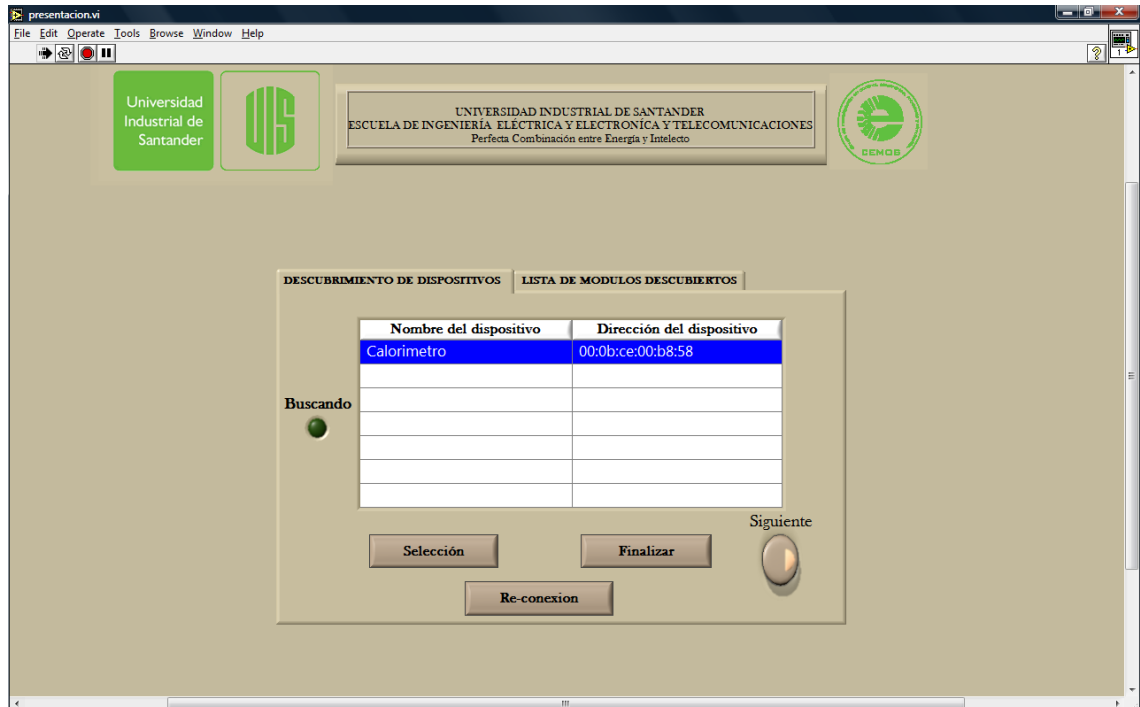 presentacion.vi
File Edit Operate Tools Browse Window Help
1
Universidad
Industrial de
Santander
UIS
UNIVERSIDAD INDUSTRIAL DE SANTANDER
ESCUELA DE INGENIERÍA ELÉCTRICA Y ELECTRONÍCA Y TELECOMUNICACIONES
Perfecta Combinación entre Energía y Intelecto
CEMOS
DESCUBRIMIENTO DE DISPOSITIVOS LISTA DE MODULOS DESCUBIERTOS
Nombre del dispositivo Dirección del dispositivo
Calorimetro 00:0b:ce:00:b8:58
Buscando
Siguiente
Selección Finalizar
Re-conexion